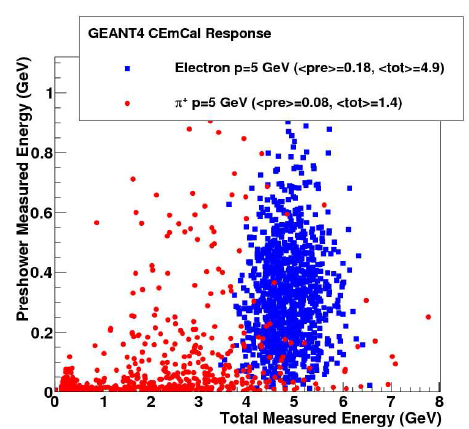 GEANT4 CEmCal Response
Electron p=5 GeV (<pre>=0.18, <tot>=4.9)
π⁺ p=5 GeV (<pre>=0.08, <tot>=1.4)
Preshower Measured Energy (GeV)
1
0.8
0.6
0.4
0.2
0
0 1 2 3 4 5 6 7 8
Total Measured Energy (GeV)